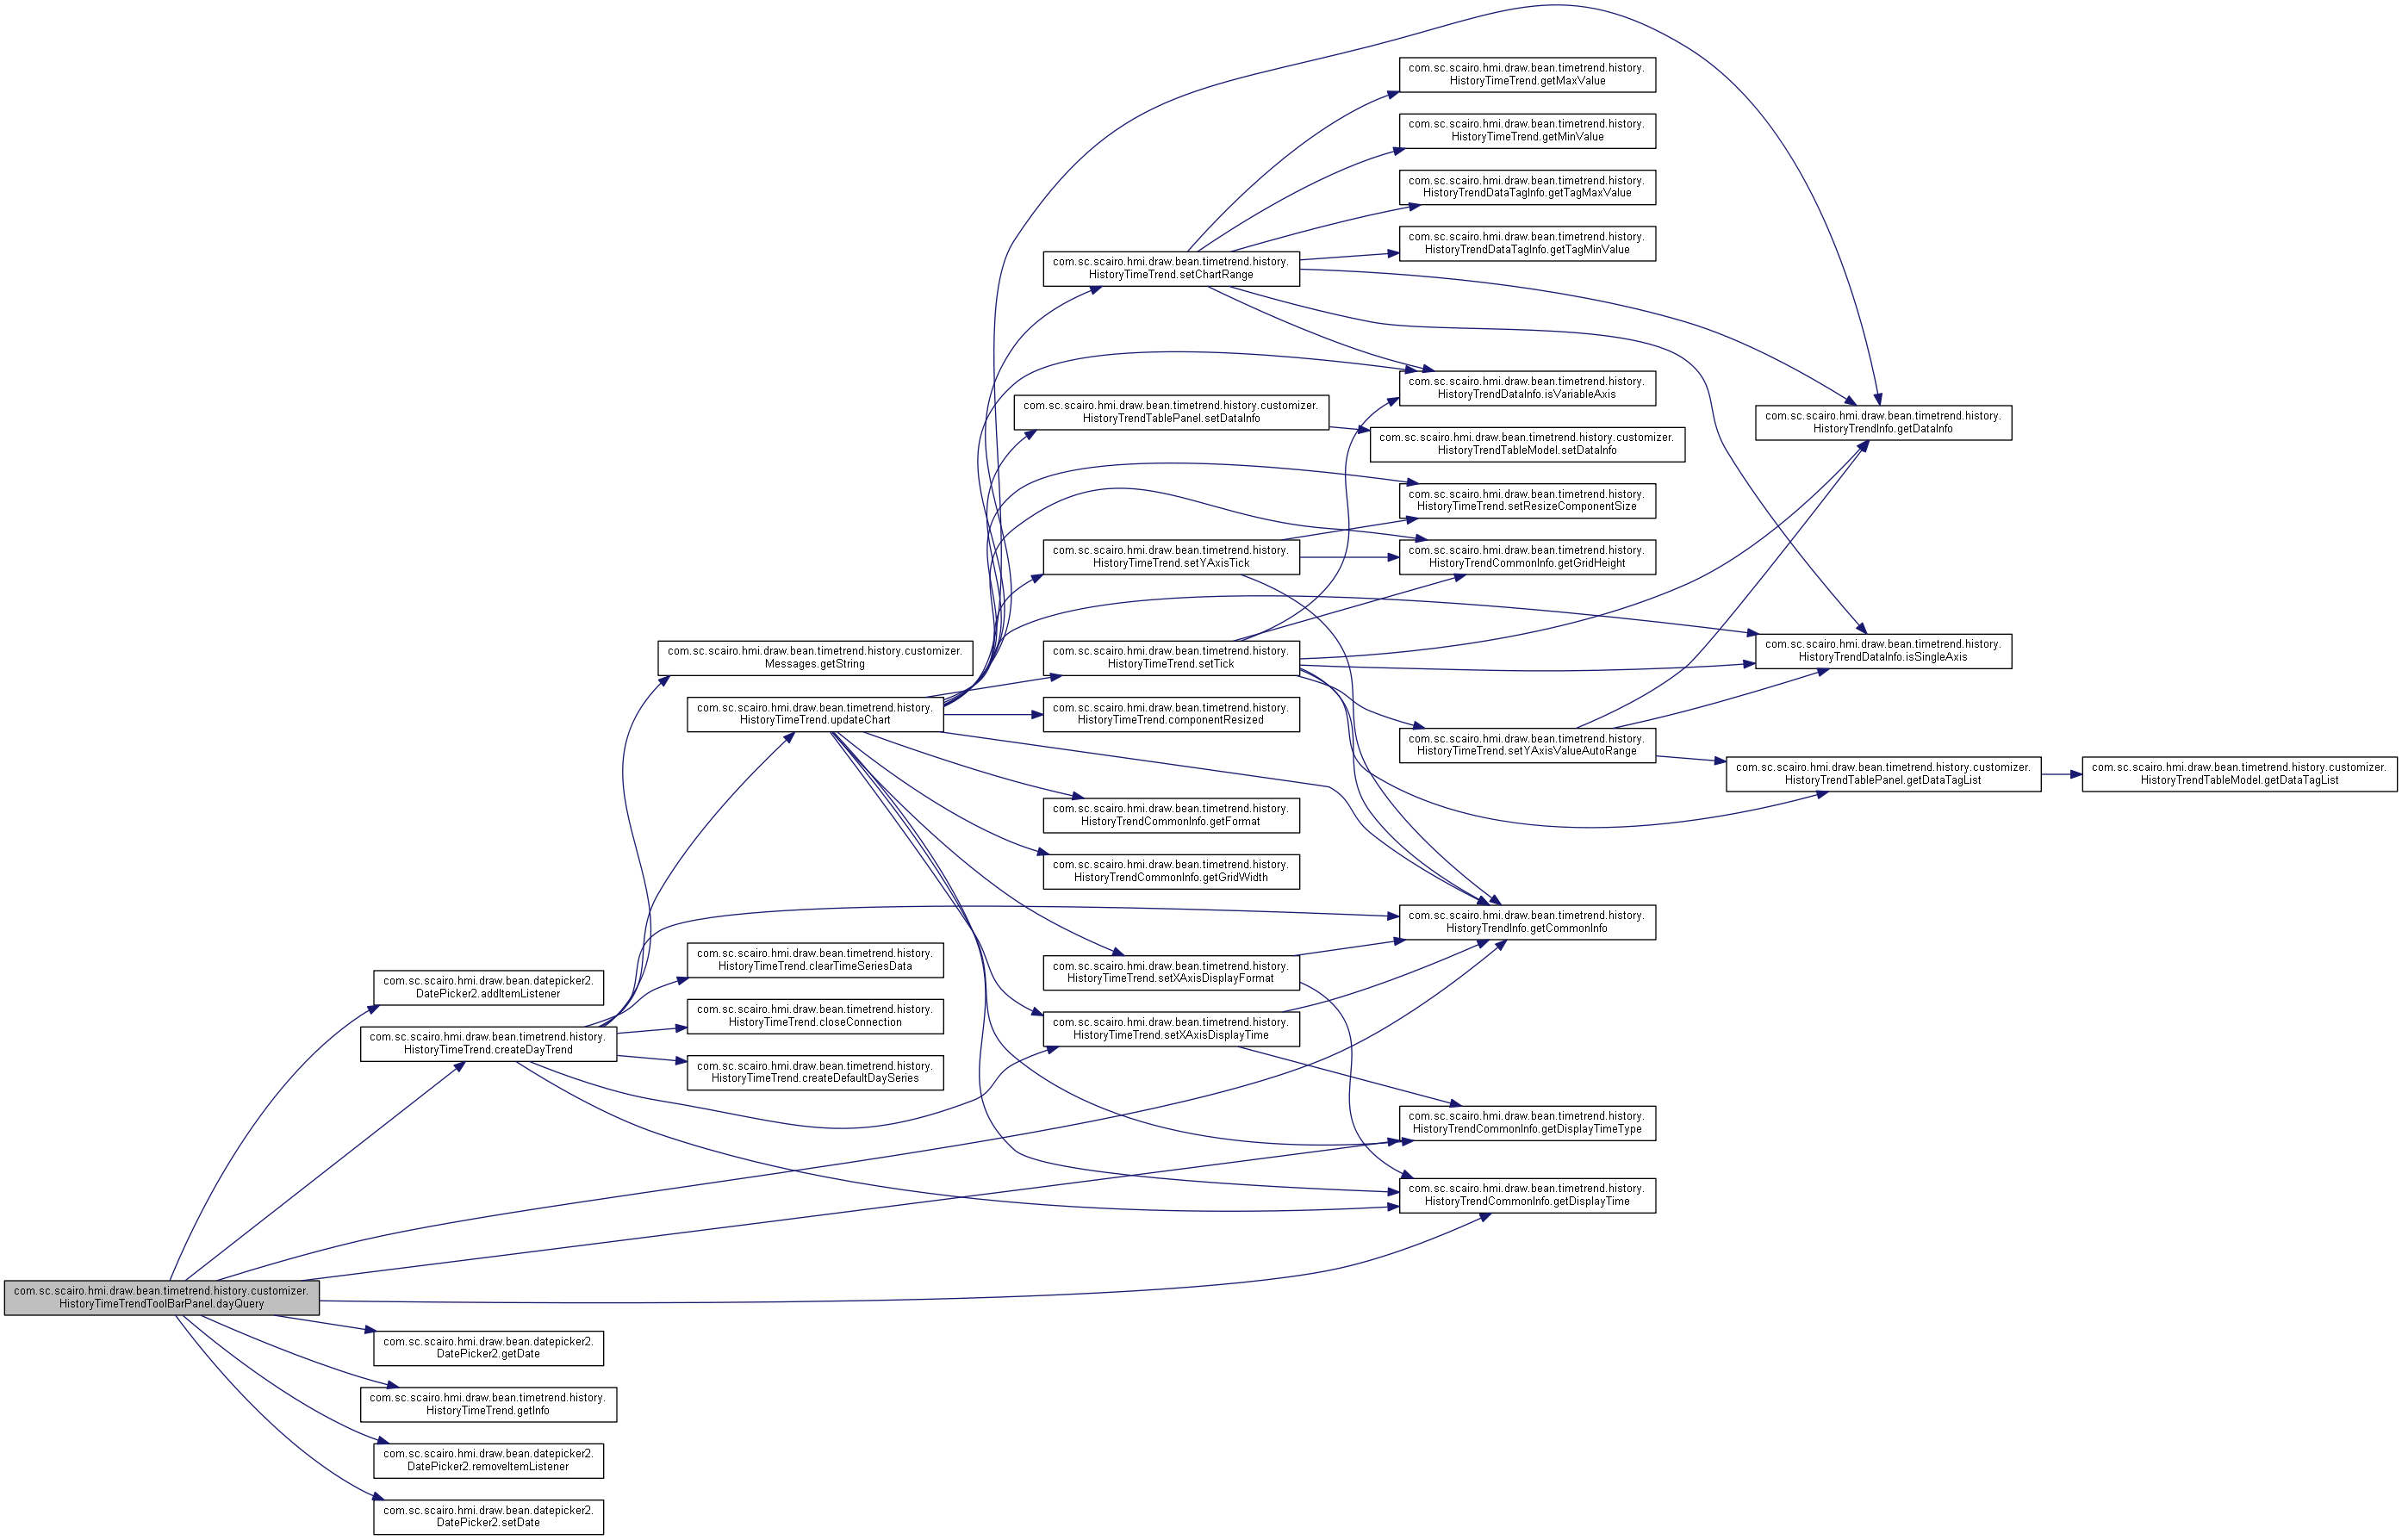 com.sc.scairo.hmi.draw.bean.timetrend.history.
HistoryTimeTrend.getMaxValue
com.sc.scairo.hmi.draw.bean.timetrend.history.
HistoryTimeTrend.getMinValue
com.sc.scairo.hmi.draw.bean.timetrend.history.
HistoryTrendDataTagInfo.getTagMaxValue
com.sc.scairo.hmi.draw.bean.timetrend.history.
HistoryTrendDataTagInfo.getTagMinValue
com.sc.scairo.hmi.draw.bean.timetrend.history.
HistoryTimeTrend.setChartRange
com.sc.scairo.hmi.draw.bean.timetrend.history.
HistoryTrendDataInfo.isVariableAxis
com.sc.scairo.hmi.draw.bean.timetrend.history.customizer.
HistoryTrendTablePanel.setDataInfo
com.sc.scairo.hmi.draw.bean.timetrend.history.
HistoryTrendInfo.getDataInfo
com.sc.scairo.hmi.draw.bean.timetrend.history.customizer.
HistoryTrendTableModel.setDataInfo
com.sc.scairo.hmi.draw.bean.timetrend.history.
HistoryTimeTrend.setResizeComponentSize
com.sc.scairo.hmi.draw.bean.timetrend.history.
HistoryTimeTrend.setYAxisTick
com.sc.scairo.hmi.draw.bean.timetrend.history.
HistoryTrendCommonInfo.getGridHeight
com.sc.scairo.hmi.draw.bean.timetrend.history.customizer.
Messages.getString
com.sc.scairo.hmi.draw.bean.timetrend.history.
HistoryTimeTrend.setTick
com.sc.scairo.hmi.draw.bean.timetrend.history.
HistoryTrendDataInfo.isSingleAxis
com.sc.scairo.hmi.draw.bean.timetrend.history.
HistoryTimeTrend.updateChart
com.sc.scairo.hmi.draw.bean.timetrend.history.
HistoryTimeTrend.componentResized
com.sc.scairo.hmi.draw.bean.timetrend.history.
HistoryTimeTrend.setYAxisValueAutoRange
com.sc.scairo.hmi.draw.bean.timetrend.history.customizer.
HistoryTrendTablePanel.getDataTagList
com.sc.scairo.hmi.draw.bean.timetrend.history.customizer.
HistoryTrendTableModel.getDataTagList
com.sc.scairo.hmi.draw.bean.timetrend.history.
HistoryTrendCommonInfo.getFormat
com.sc.scairo.hmi.draw.bean.timetrend.history.
HistoryTrendCommonInfo.getGridWidth
com.sc.scairo.hmi.draw.bean.timetrend.history.
HistoryTrendInfo.getCommonInfo
com.sc.scairo.hmi.draw.bean.timetrend.history.
HistoryTimeTrend.clearTimeSeriesData
com.sc.scairo.hmi.draw.bean.timetrend.history.
HistoryTimeTrend.setXAxisDisplayFormat
com.sc.scairo.hmi.draw.bean.datepicker2.
DatePicker2.addItemListener
com.sc.scairo.hmi.draw.bean.timetrend.history.
HistoryTimeTrend.closeConnection
com.sc.scairo.hmi.draw.bean.timetrend.history.
HistoryTimeTrend.setXAxisDisplayTime
com.sc.scairo.hmi.draw.bean.timetrend.history.
HistoryTimeTrend.createDayTrend
com.sc.scairo.hmi.draw.bean.timetrend.history.
HistoryTimeTrend.createDefaultDaySeries
com.sc.scairo.hmi.draw.bean.timetrend.history.
HistoryTrendCommonInfo.getDisplayTimeType
com.sc.scairo.hmi.draw.bean.timetrend.history.
HistoryTrendCommonInfo.getDisplayTime
com.sc.scairo.hmi.draw.bean.timetrend.history.customizer.
HistoryTimeTrendToolBarPanel.dayQuery
com.sc.scairo.hmi.draw.bean.datepicker2.
DatePicker2.getDate
com.sc.scairo.hmi.draw.bean.timetrend.history.
HistoryTimeTrend.getInfo
com.sc.scairo.hmi.draw.bean.datepicker2.
DatePicker2.removeItemListener
com.sc.scairo.hmi.draw.bean.datepicker2.
DatePicker2.setDate